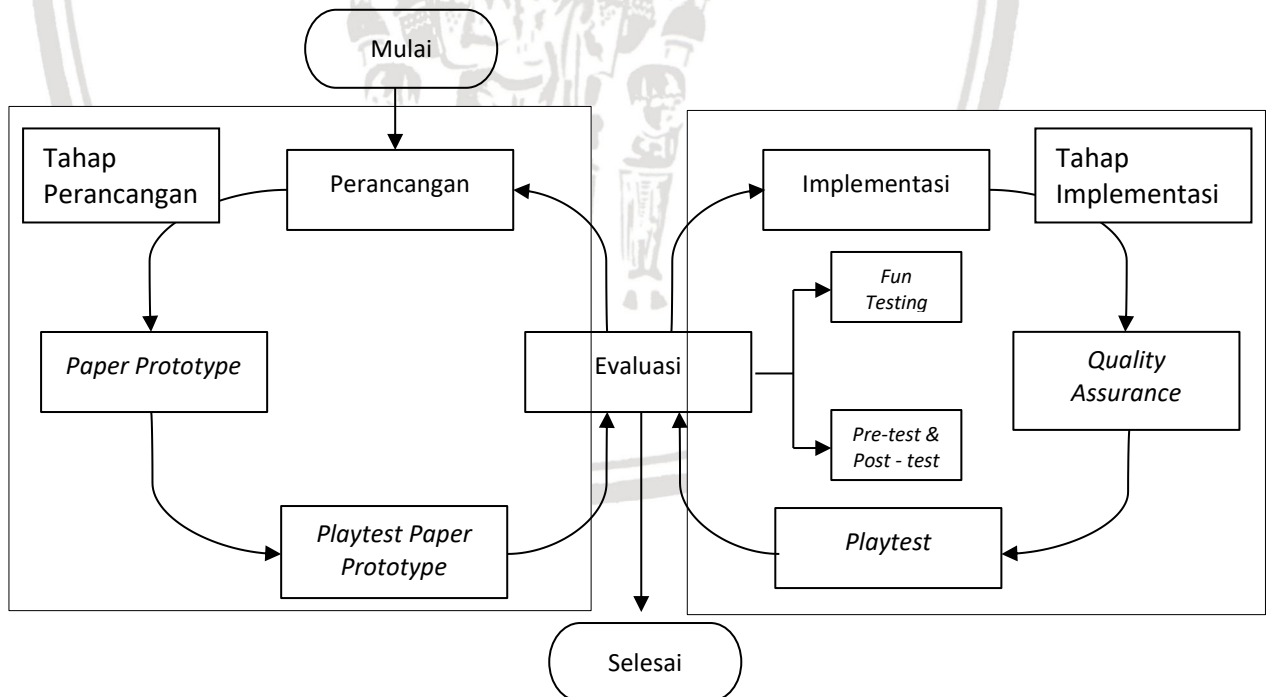 Mulai
Tahap
Perancangan
Perancangan
Implementasi
Tahap
Implementasi
Fun
Testing
Paper Prototype
Evaluasi
Quality
Assurance
Pre-test &
Post - test
Playtest Paper
Prototype
Playtest
Selesai